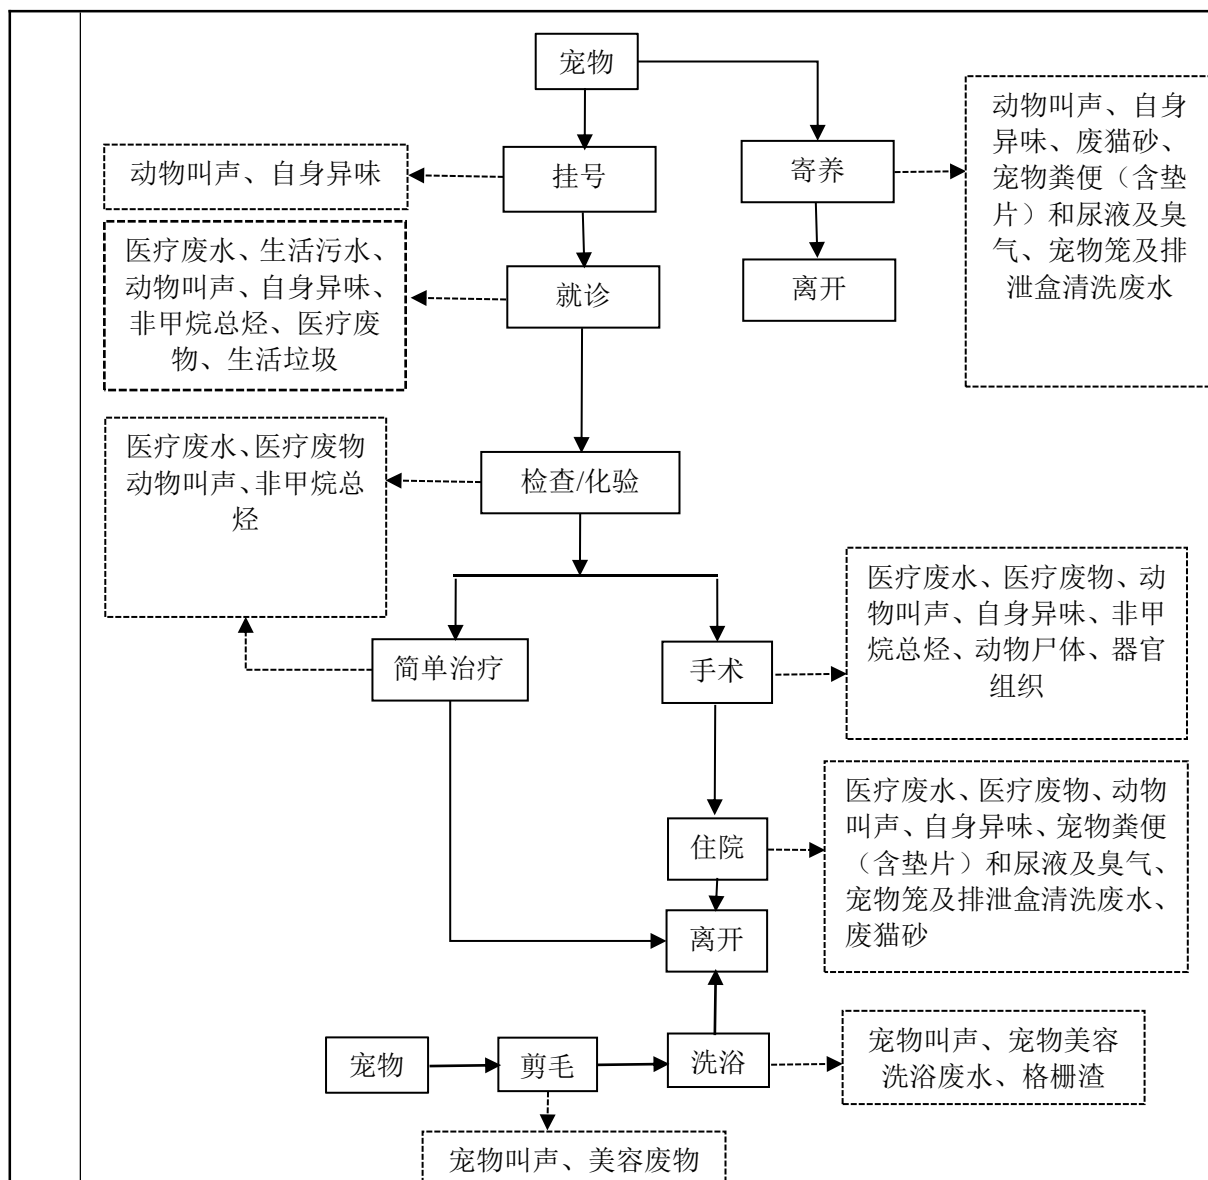 宠物
动物叫声、自身
异味、废猫砂、
宠物粪便（含垫
片）和尿液及臭
气、宠物笼及排
泄盒清洗废水
动物叫声、自身异味
挂号
寄养
医疗废水、生活污水、
动物叫声、自身异味、
非甲烷总烃、医疗废
物、生活垃圾
就诊
离开
医疗废水、医疗废物
动物叫声、非甲烷总
烃
检查/化验
医疗废水、医疗废物、动
物叫声、自身异味、非甲
烷总烃、动物尸体、器官
组织
简单治疗
手术
医疗废水、医疗废物、动物
叫声、自身异味、宠物粪便
（含垫片）和尿液及臭气、
宠物笼及排泄盒清洗废水、
废猫砂
住院
离开
宠物
剪毛
洗浴
宠物叫声、宠物美容
洗浴废水、格栅渣
宠物叫声、美容废物